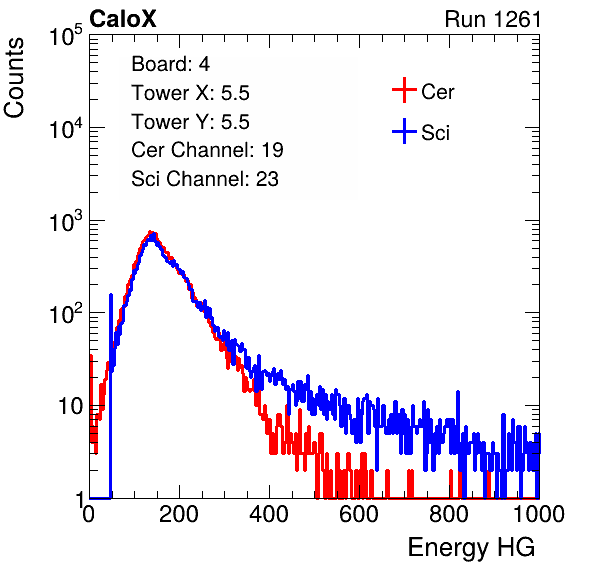 CaloX Run 1261
Counts
10^5
10^4
10^3
10^2
10
1
Board: 4
Tower X: 5.5
Tower Y: 5.5
Cer Channel: 19
Sci Channel: 23
Cer
Sci
0 200 400 600 800 1000
Energy HG